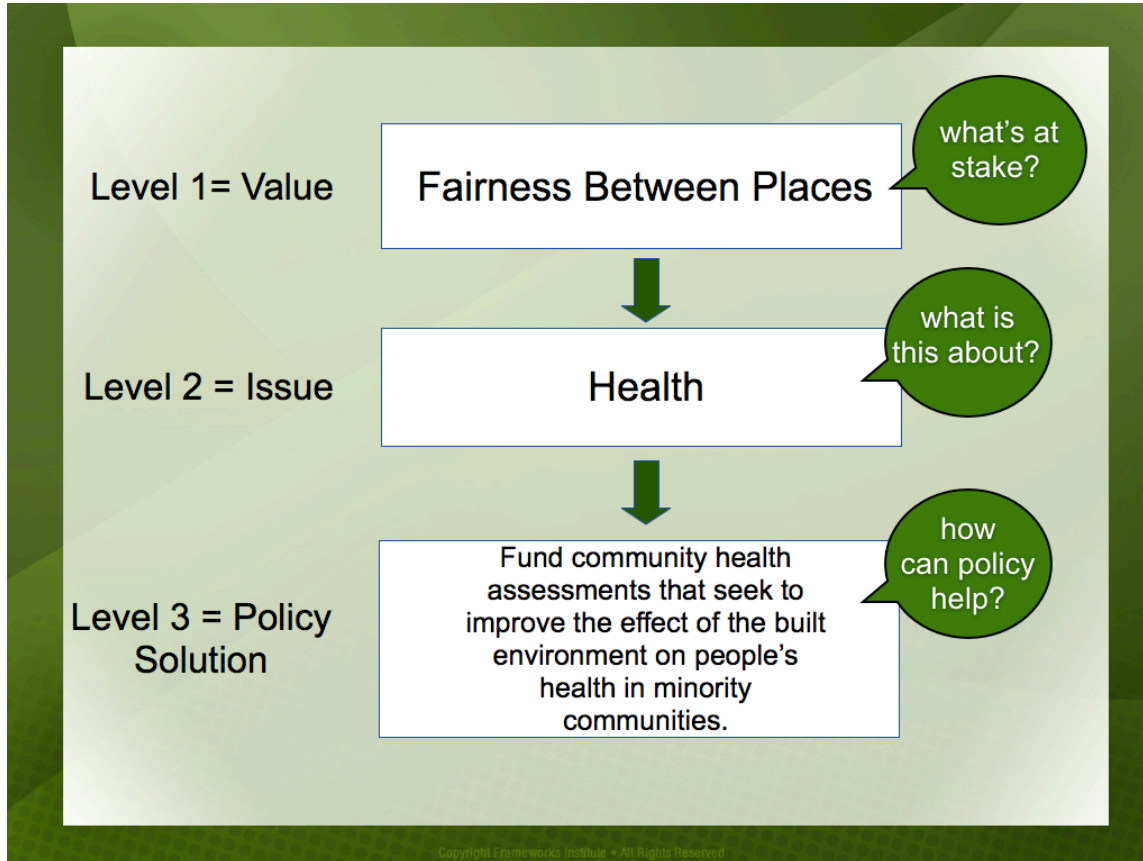 what's at
stake?
Level 1= Value
Fairness Between Places
what is
this about?
Level 2 = Issue
Health
how
can policy
help?
Level 3 = Policy
Solution
Fund community health
assessments that seek to
improve the effect of the built
environment on people's
health in minority
communities.
Copyright Frameworks Institute • All Rights Reserved